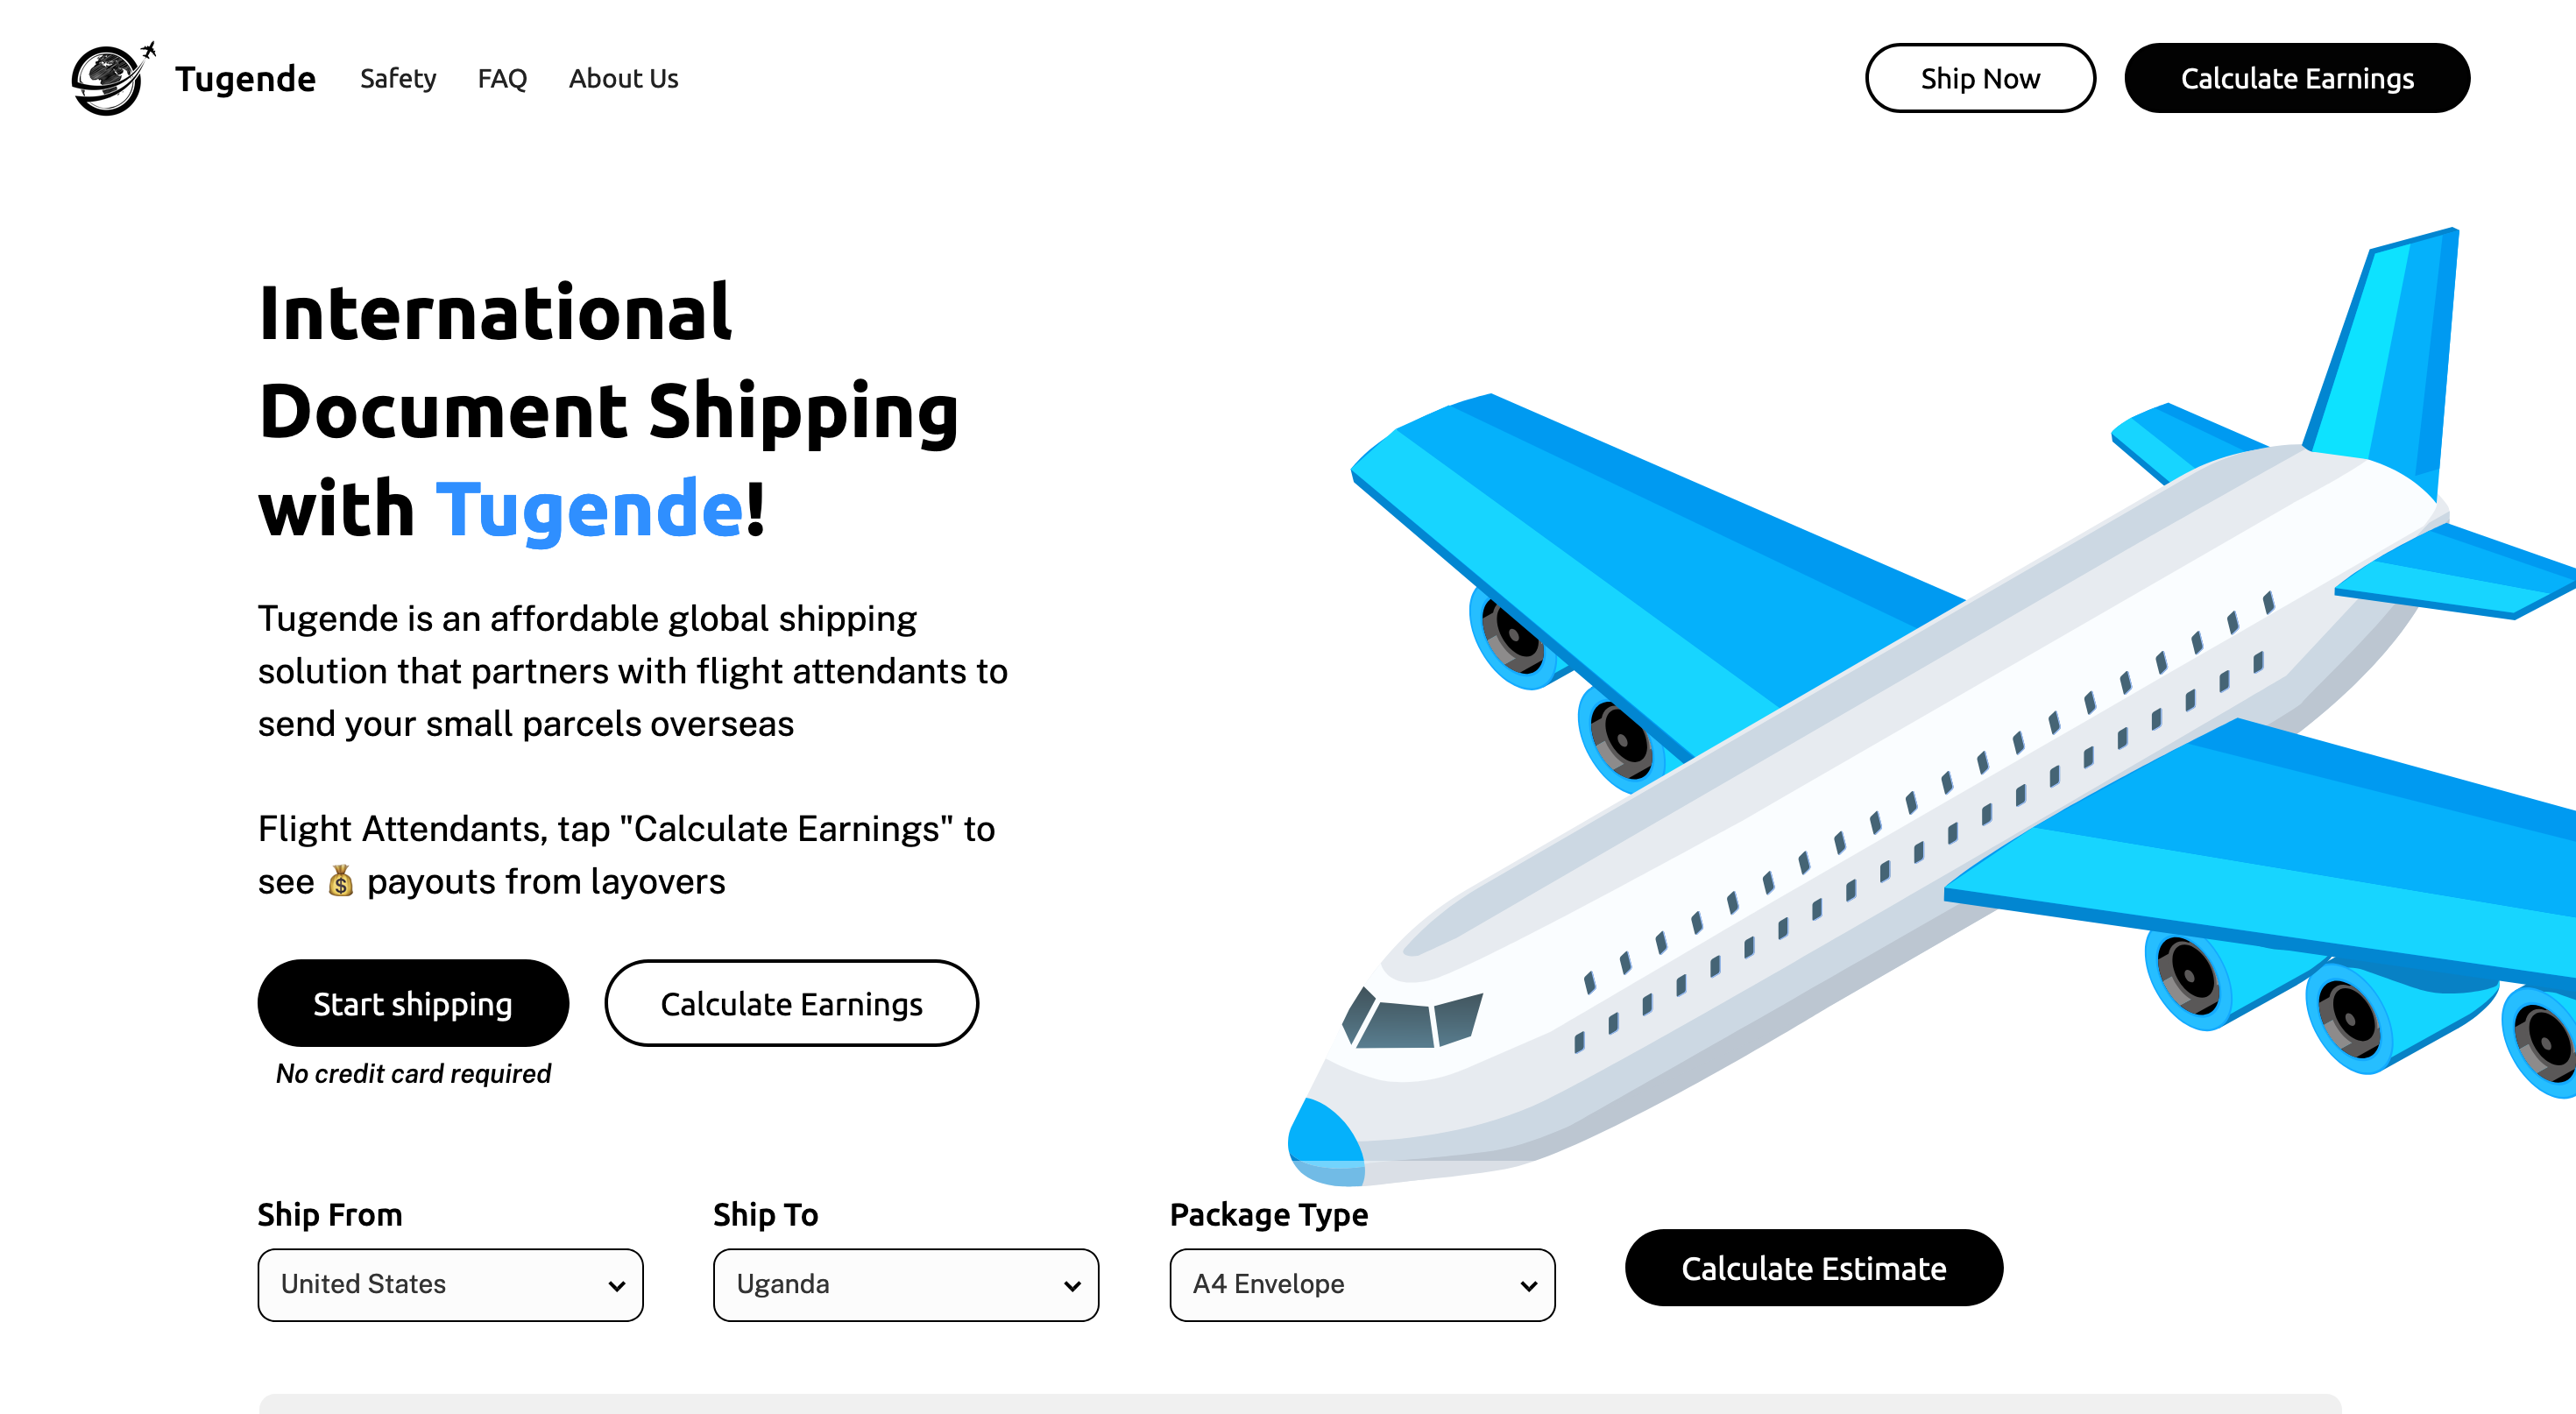 Tugende
Safety
FAQ
About Us
Ship Now
Calculate Earnings
International
Document Shipping
with Tugende!
Tugende is an affordable global shipping
solution that partners with flight attendants to
send your small parcels overseas
Flight Attendants, tap "Calculate Earnings" to
see 💰 payouts from layovers
Start shipping
Calculate Earnings
No credit card required
Ship From
Ship To
Package Type
United States
Uganda
A4 Envelope
Calculate Estimate